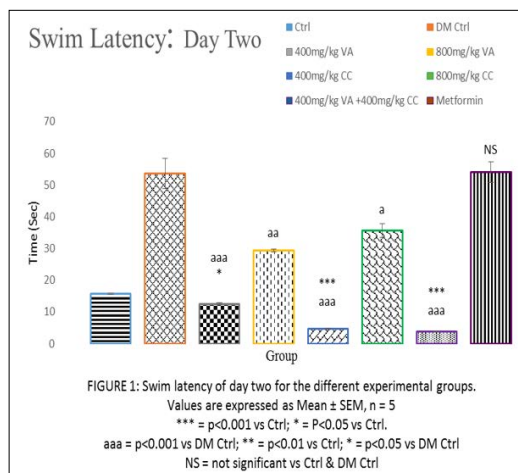 Swim Latency: Day Two
Ctrl
DM Ctrl
400mg/kg VA
800mg/kg VA
400mg/kg CC
800mg/kg CC
400mg/kg VA +400mg/kg CC
Metformin
Time (Sec)
70
60
50
40
30
20
10
0
aaa
*
aa
***
aaa
a
***
aaa
NS
Group
FIGURE 1: Swim latency of day two for the different experimental groups.
Values are expressed as Mean ± SEM, n = 5
*** = p<0.001 vs Ctrl; * = P<0.05 vs Ctrl.
aaa = p<0.001 vs DM Ctrl; ** = p<0.01 vs Ctrl; * = p<0.05 vs DM Ctrl
NS = not significant vs Ctrl & DM Ctrl